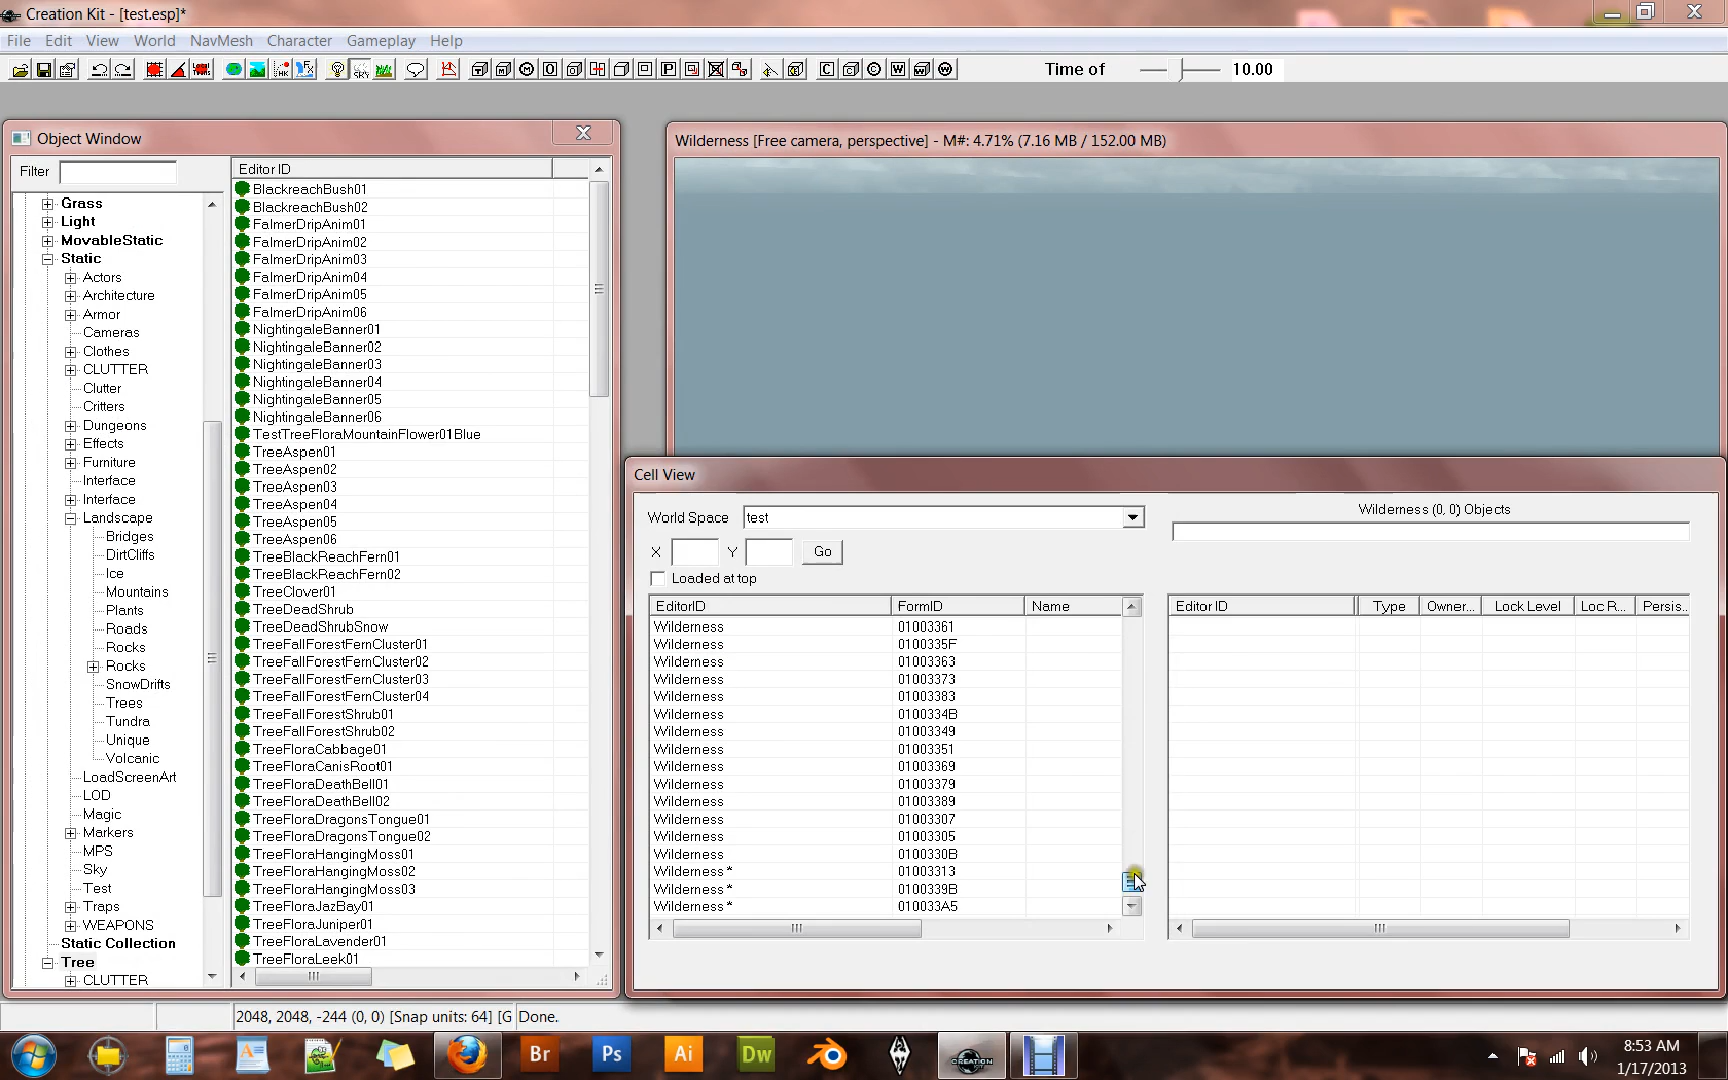 Creation Kit - [test.esp]*
File Edit View World NavMesh Character Gameplay Help
Time of 10.00
Object Window
Filter
Grass
Light
MovableStatic
Static
Actors
Architecture
Armor
Cameras
Clothes
CLUTTER
Clutter
Critters
Dungeons
Effects
Furniture
Interface
Interface
Landscape
Bridges
DirtCliffs
Ice
Mountains
Plants
Roads
Rocks
Rocks
SnowDrifts
Trees
Tundra
Unique
Volcanic
LoadScreenArt
LOD
Magic
Markers
MPS
Sky
Test
Traps
WEAPONS
Static Collection
Tree
CLUTTER
Editor ID
BlackreachBush01
BlackreachBush02
FalmerDripAnim01
FalmerDripAnim02
FalmerDripAnim03
FalmerDripAnim04
FalmerDripAnim05
FalmerDripAnim06
NightingaleBanner01
NightingaleBanner02
NightingaleBanner03
NightingaleBanner04
NightingaleBanner05
NightingaleBanner06
TestTreeFloraMountainFlower01Blue
TreeAspen01
TreeAspen02
TreeAspen03
TreeAspen04
TreeAspen05
TreeAspen06
TreeBlackReachFern01
TreeBlackReachFern02
TreeClover01
TreeDeadShrub
TreeDeadShrubSnow
TreeFallForestFernCluster01
TreeFallForestFernCluster02
TreeFallForestFernCluster03
TreeFallForestFernCluster04
TreeFallForestShrub01
TreeFallForestShrub02
TreeFloraCabbage01
TreeFloraCanisRoot01
TreeFloraDeathBell01
TreeFloraDeathBell02
TreeFloraDragonsTongue01
TreeFloraDragonsTongue02
TreeFloraHangingMoss01
TreeFloraHangingMoss02
TreeFloraHangingMoss03
TreeFloraJazBay01
TreeFloraJuniper01
TreeFloraLavender01
TreeFloraLeek01
Wilderness [Free camera, perspective] - M#: 4.71% (7.16 MB / 152.00 MB)
Cell View
World Space test
X Y Go
Loaded at top
EditorID FormID Name
Wilderness 01003361
Wilderness 0100335F
Wilderness 01003363
Wilderness 01003373
Wilderness 01003383
Wilderness 0100334B
Wilderness 01003349
Wilderness 01003351
Wilderness 01003369
Wilderness 01003379
Wilderness 01003389
Wilderness 01003307
Wilderness 01003305
Wilderness 0100330B
Wilderness * 01003313
Wilderness * 0100339B
Wilderness * 010033A5
Wilderness (0, 0) Objects
Editor ID Type Owner... Lock Level Loc R... Persis...
2048, 2048, -244 (0, 0) [Snap units: 64] [G Done.
Br Ps Ai Dw CREATION
8:53 AM
1/17/2013